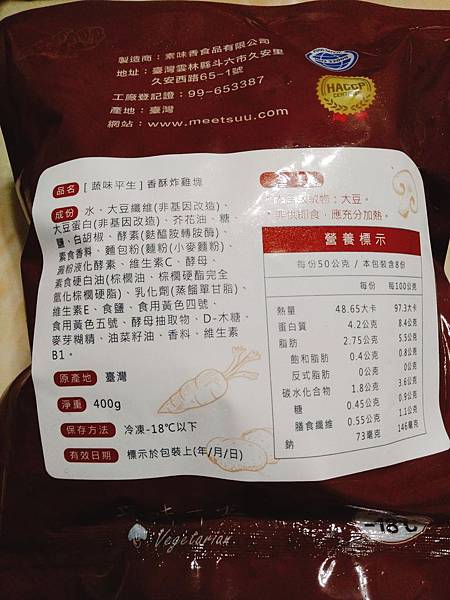 製造商：素味香食品有限公司
地址：臺灣雲林縣斗六市久安里
久安西路65-1號
工廠登記證：99-653387
產地：臺灣
網站：www.meetsuu.com
HACCP
CERTIFIED
品名 [ 蔬味平生 ] 香酥炸雞塊
成份 水、大豆纖維(非基因改造)、
大豆蛋白(非基因改造)、芥花油、糖、
鹽、白胡椒、酵素(麩醯胺轉胺酶)、
素食香料、麵包粉(麵粉(小麥麵粉)、
澱粉液化酵素、維生素C、酵母、
素食硬白油(棕櫚油、棕櫚硬酯完全
氫化棕櫚硬脂)、乳化劑(蒸餾單甘脂)、
維生素E、食鹽、食用黃色四號、
食用黃色五號、酵母抽取物、D-木糖、
麥芽糊精、油菜籽油、香料、維生素
B1。
原產地 臺灣
淨重 400g
保存方法 冷凍-18℃以下
有效日期 標示於包裝上(年/月/日)
物：大豆。
非供即食，應充分加熱。
營養標示
每份50公克 / 本包裝含8份
每份 每100公克
熱量 48.65大卡 97.3大卡
蛋白質 4.2公克 8.4公克
脂肪 2.75公克 5.5公克
飽和脂肪 0.4公克 0.8公克
反式脂肪 0公克 0公克
碳水化合物 1.8公克 3.6公克
糖 0.45公克 0.9公克
膳食纖維 0.55公克 1.1公克
鈉 73毫克 146毫克
-18℃
Vegetarian